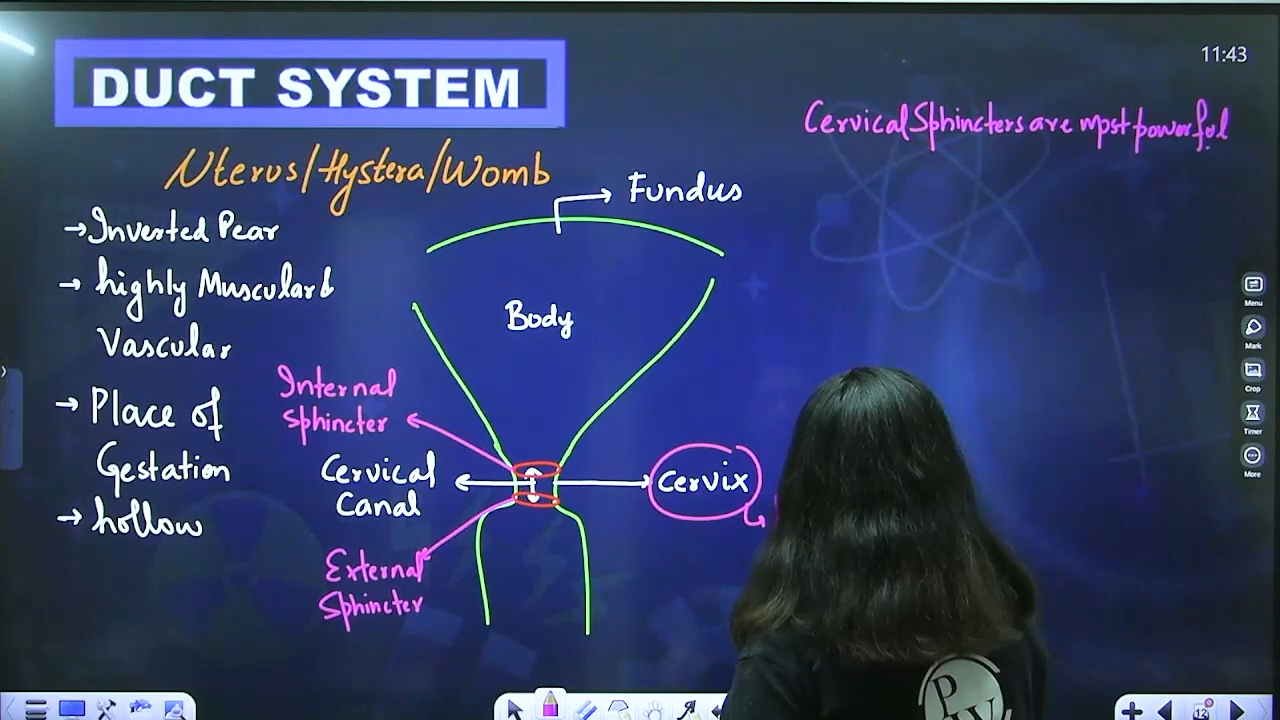 DUCT SYSTEM
11:43
Cervical Sphincters are most powerful
Uterus/Hystera/Womb
→ Inverted Pear
→ highly Muscular &
Vascular
→ Place of
Gestation
→ hollow
Fundus
Body
Internal
Sphincter
Cervical
Canal
External
Sphincter
Cervix
Menu
Mark
Crop
Timer
More
P
W
12